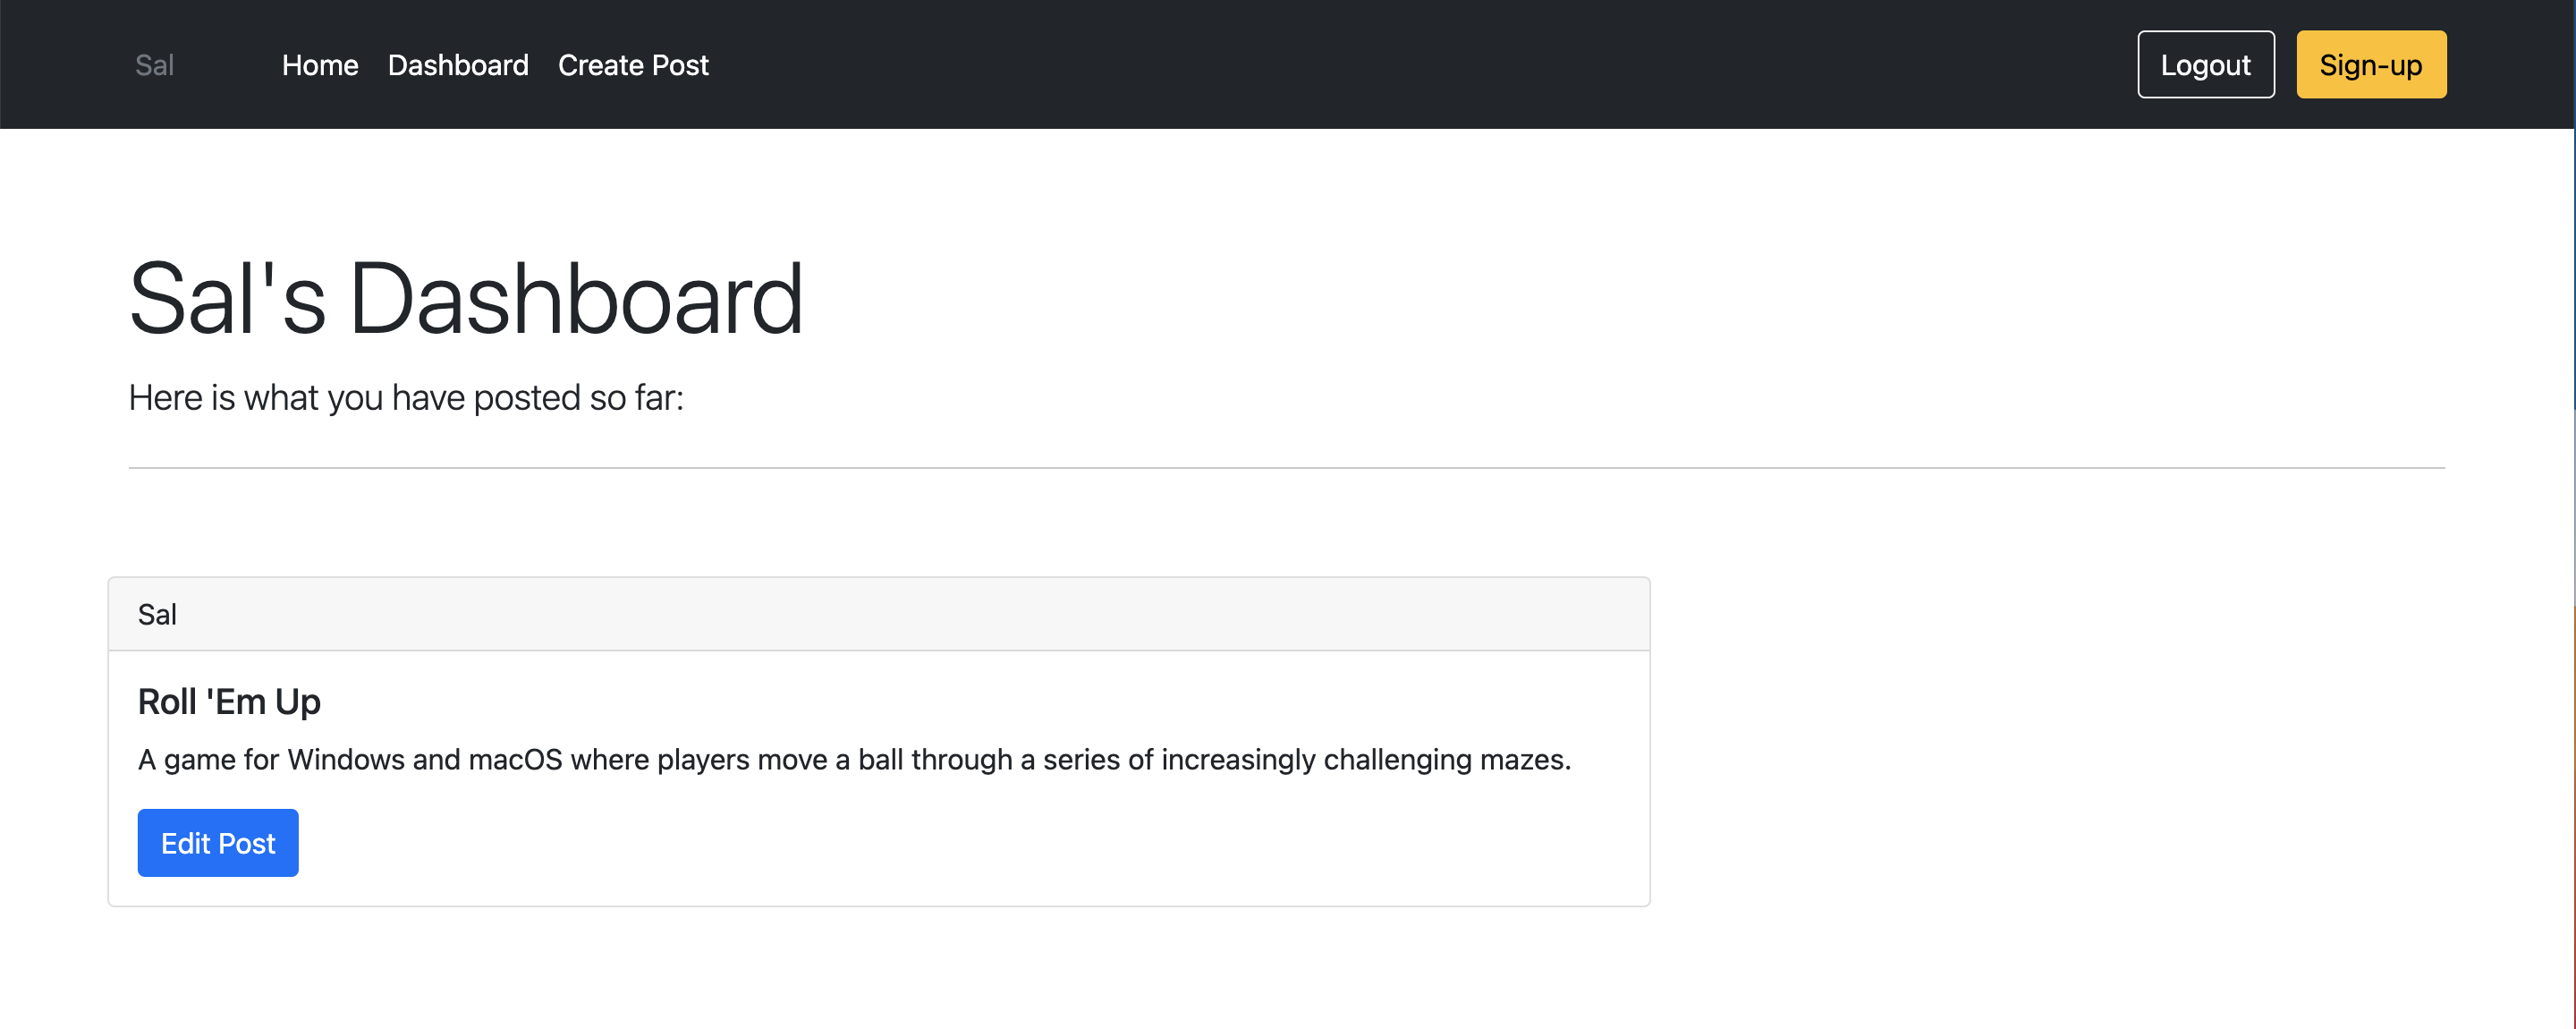 Sal Home Dashboard Create Post Logout Sign-up
Sal's Dashboard
Here is what you have posted so far:
Sal
Roll 'Em Up
A game for Windows and macOS where players move a ball through a series of increasingly challenging mazes.
Edit Post